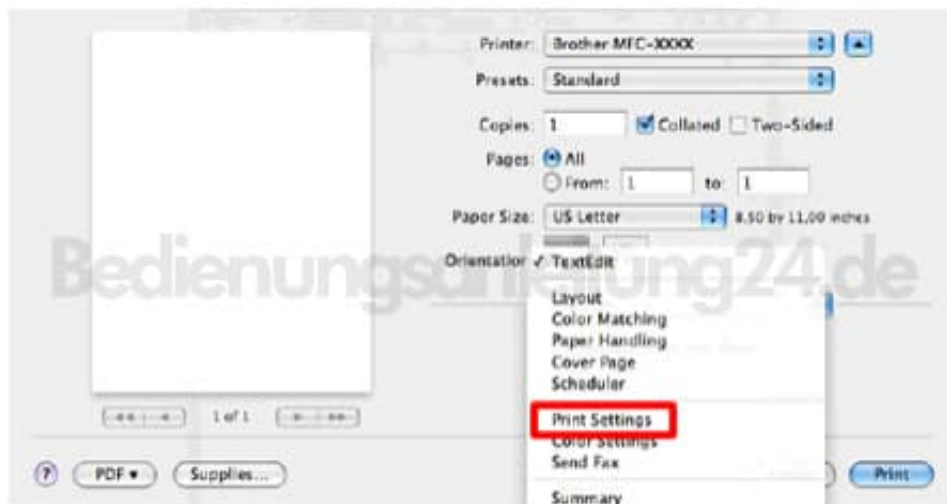 Printer: Brother MFC-XXXX
Presets: Standard
Copies: 1 Collated Two-Sided
Pages: All
From: 1 to: 1
Paper Size: US Letter 8.50 by 11.00 inches
Orientation ✓ TextEdit
Bedienungsanleitung24.de
Layout
Color Matching
Paper Handling
Cover Page
Scheduler
1 of 1
Print Settings
Color Settings
Send Fax
? PDF Supplies... Print
Summary